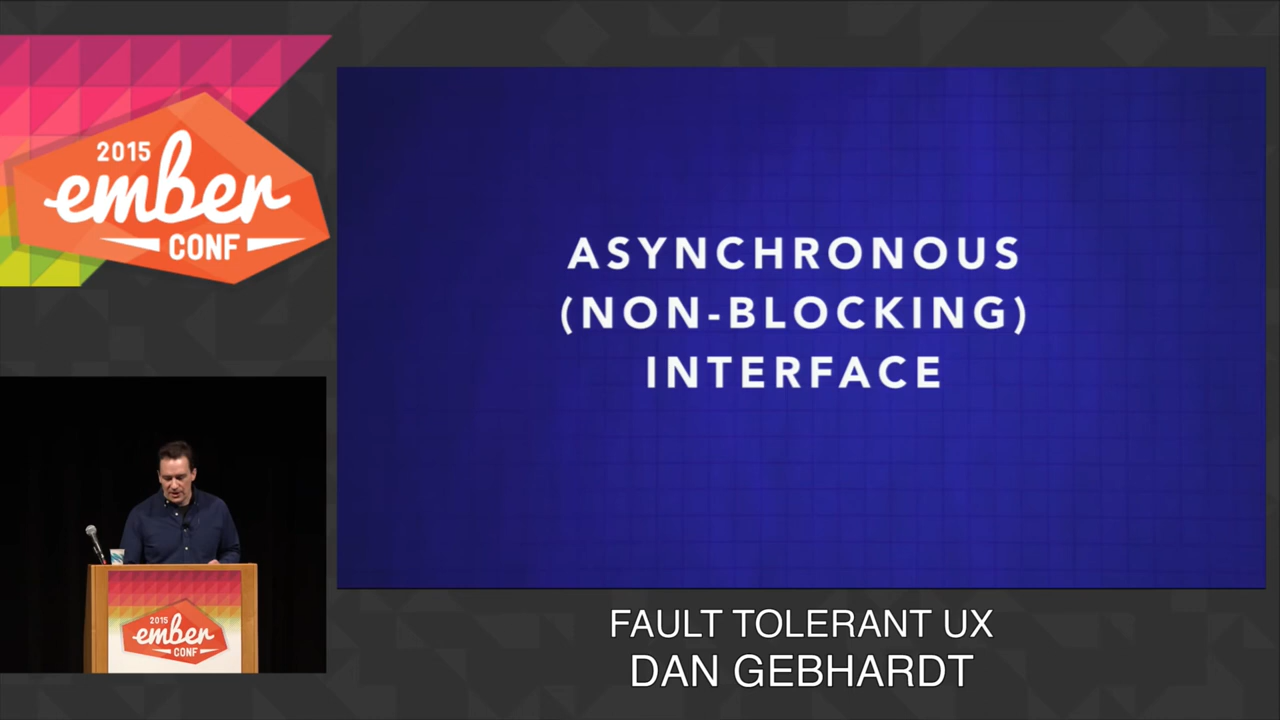 2015
ember
CONF
ASYNCHRONOUS
(NON-BLOCKING)
INTERFACE
2015
ember
CONF
FAULT TOLERANT UX
DAN GEBHARDT